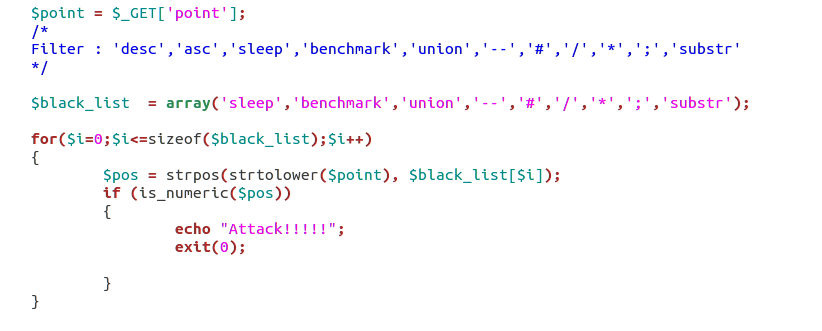 $point = $_GET['point'];
/*
Filter : 'desc','asc','sleep','benchmark','union','--','#','/','*',';','substr'
*/
$black_list  = array('sleep','benchmark','union','--','#','/','*',';','substr');
for($i=0;$i<=sizeof($black_list);$i++)
{
$pos = strpos(strtolower($point), $black_list[$i]);
if (is_numeric($pos))
{
echo "Attack!!!!!";
exit(0);
}
}